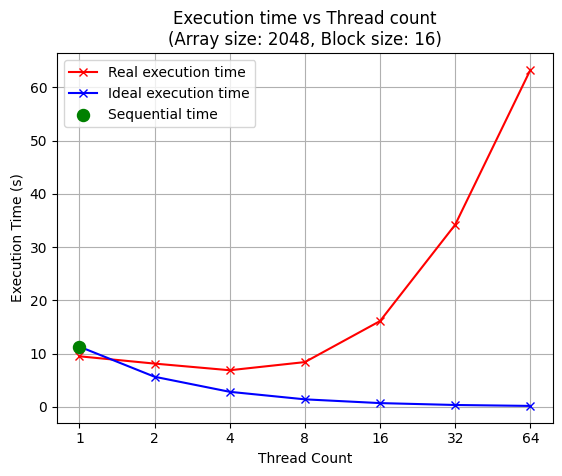 Execution time vs Thread count
(Array size: 2048, Block size: 16)
Real execution time
Ideal execution time
Sequential time
Execution Time (s)
60
50
40
30
20
10
0
1 2 4 8 16 32 64
Thread Count